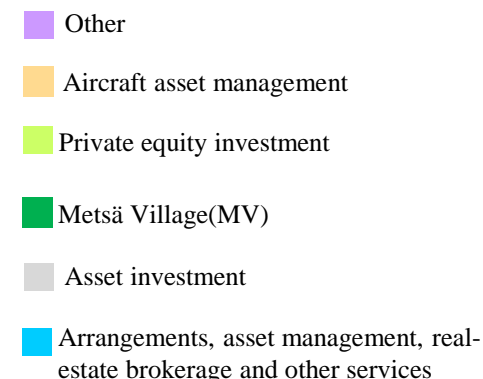 Other
Aircraft asset management
Private equity investment
Metsä Village(MV)
Asset investment
Arrangements, asset management, real-
estate brokerage and other services